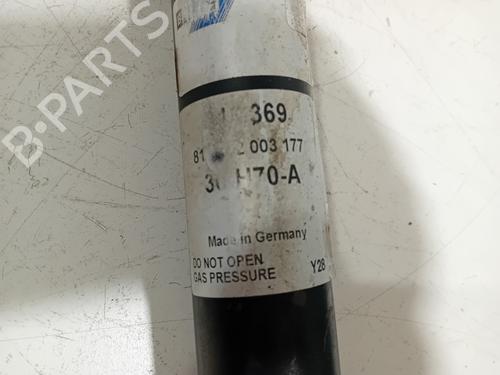 369
003 177
H70-A
Made in Germany
DO NOT OPEN
GAS PRESSURE
Y28
B-PARTS